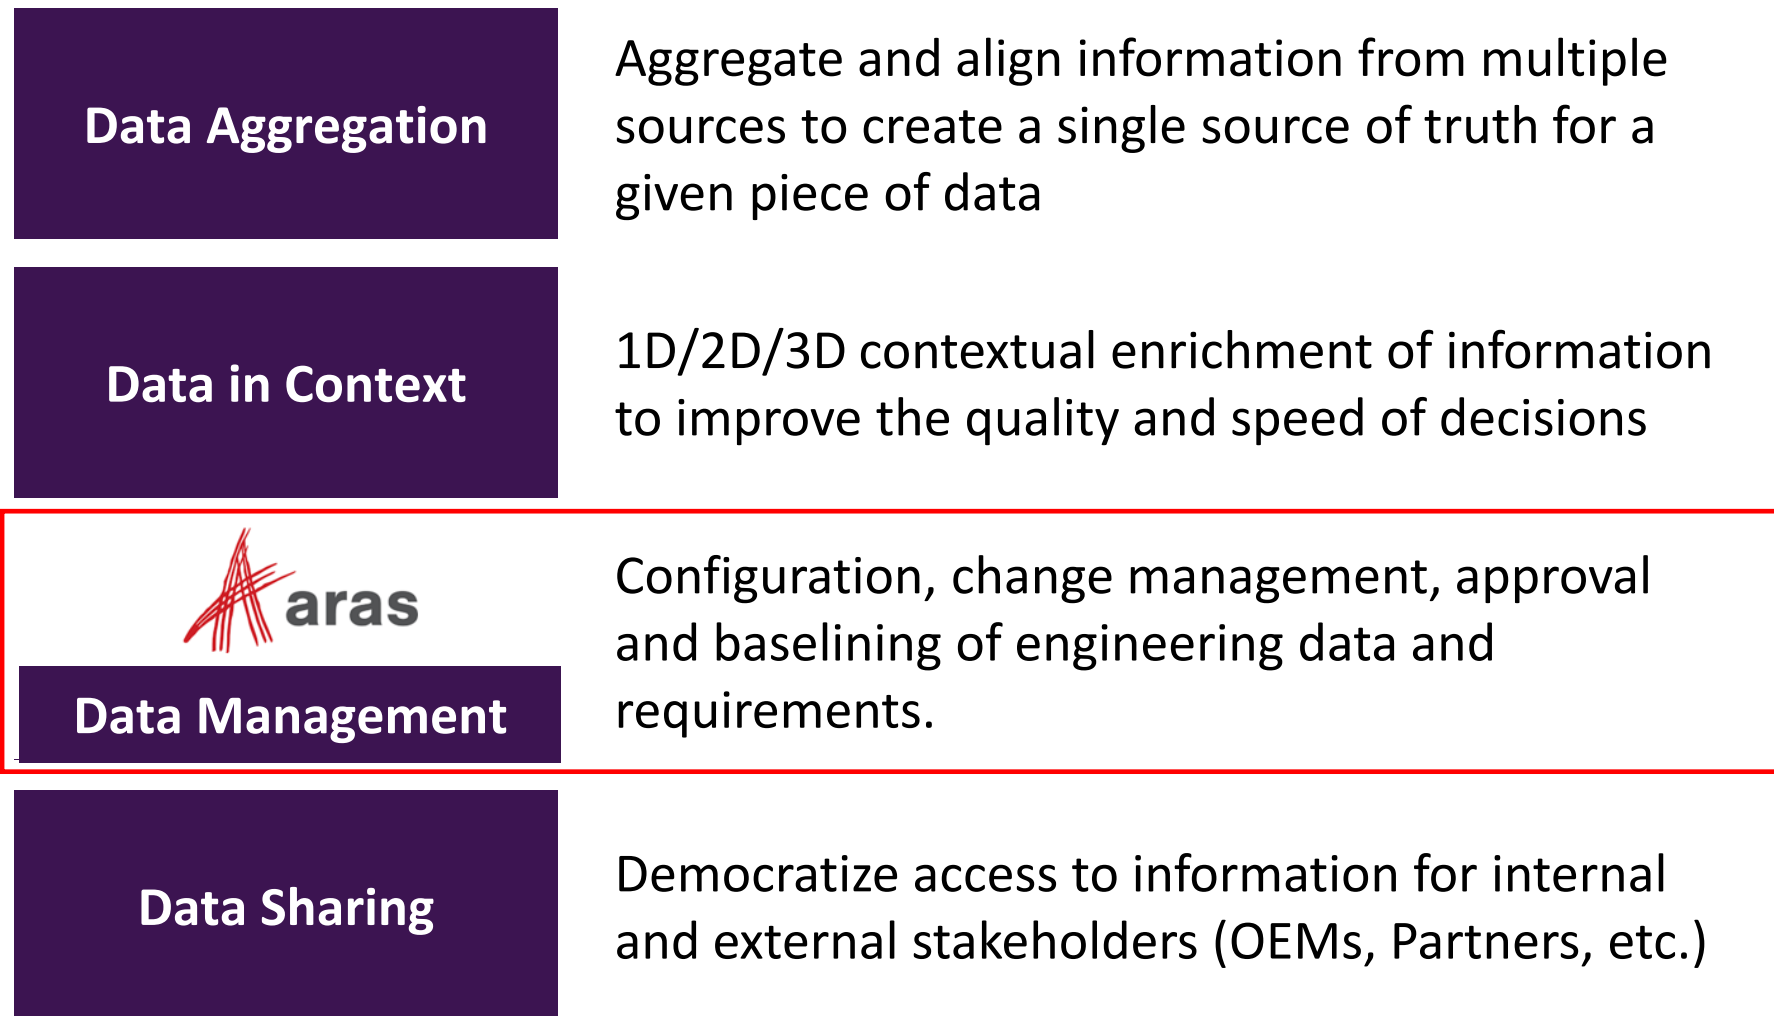 Data Aggregation
Aggregate and align information from multiple
sources to create a single source of truth for a
given piece of data
Data in Context
1D/2D/3D contextual enrichment of information
to improve the quality and speed of decisions
aras
Data Management
Configuration, change management, approval
and baselining of engineering data and
requirements.
Data Sharing
Democratize access to information for internal
and external stakeholders (OEMs, Partners, etc.)